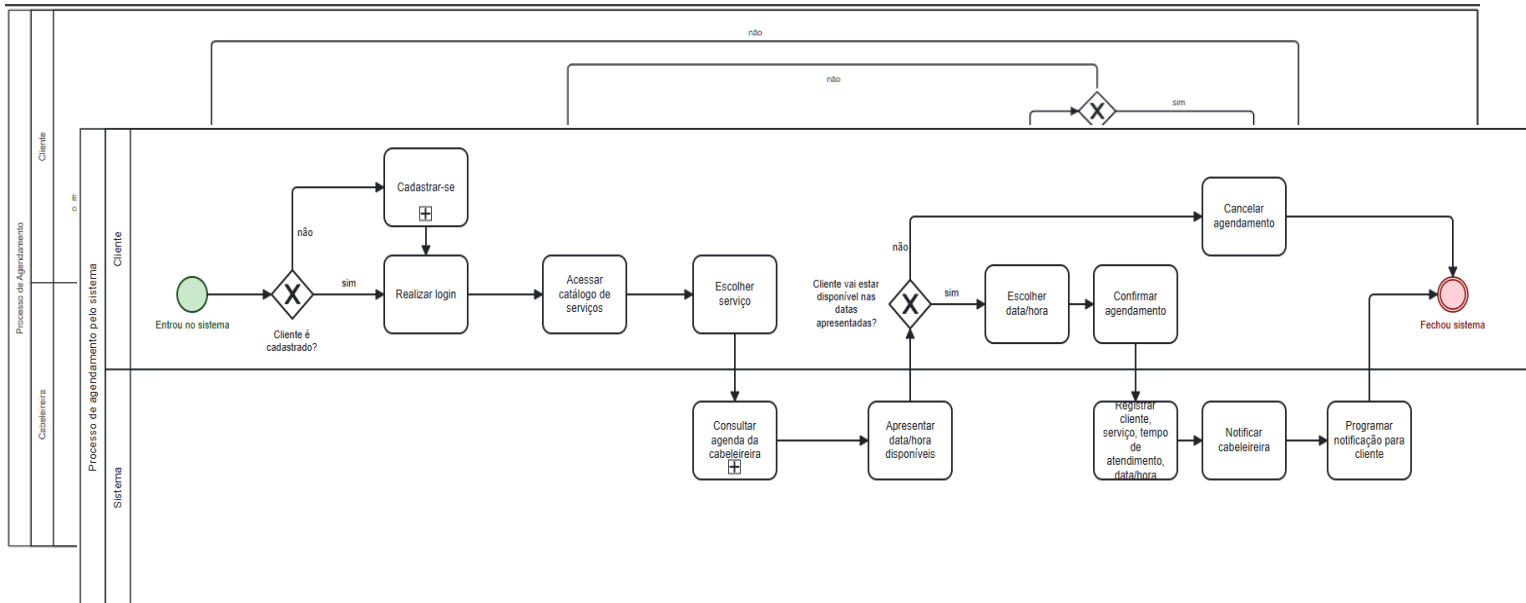 não
não
sim
Processo de Agendamento
Cliente
Cabeleireira
Processo de agendamento pelo sistema
Cliente
Sistema
Entrou no sistema
Cliente é
cadastrado?
não
sim
Cadastrar-se
Realizar login
Acessar
catálogo de
serviços
Escolher
serviço
Consultar
agenda da
cabeleireira
Apresentar
data/hora
disponíveis
Cliente vai estar
disponível nas
datas
apresentadas?
não
sim
Escolher
data/hora
Confirmar
agendamento
Cancelar
agendamento
Registrar
cliente,
serviço, tempo
de
atendimento,
data/hora
Notificar
cabeleireira
Programar
notificação para
cliente
Fechou sistema